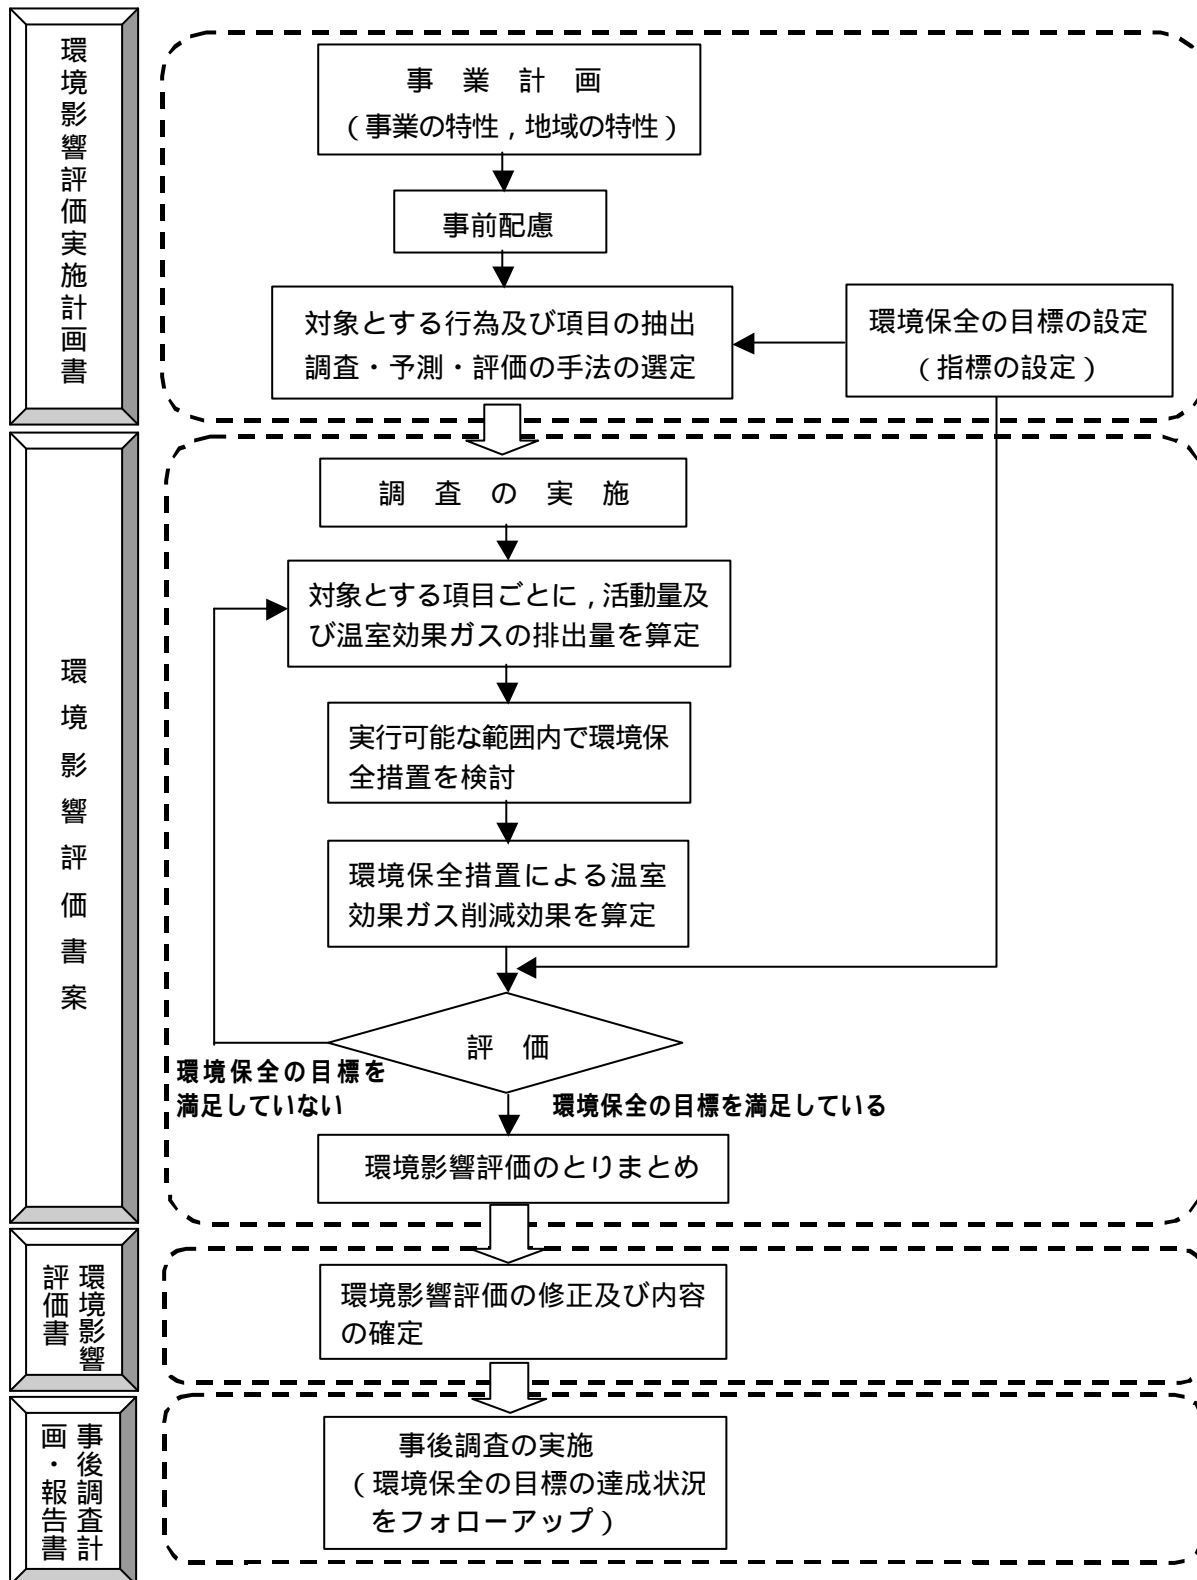 環境影響評価実施計画書
事　業　計　画
（事業の特性，地域の特性）
事前配慮
対象とする行為及び項目の抽出
調査・予測・評価の手法の選定
環境保全の目標の設定
（指標の設定）
環境影響評価書案
調　査　の　実　施
対象とする項目ごとに，活動量及
び温室効果ガスの排出量を算定
実行可能な範囲内で環境保
全措置を検討
環境保全措置による温室
効果ガス削減効果を算定
評　価
環境保全の目標を
満足していない
環境保全の目標を満足している
環境影響評価のとりまとめ
環境影響
評価書
環境影響評価の修正及び内容
の確定
事後調査計
画・報告書
事後調査の実施
（環境保全の目標の達成状況
をフォローアップ）